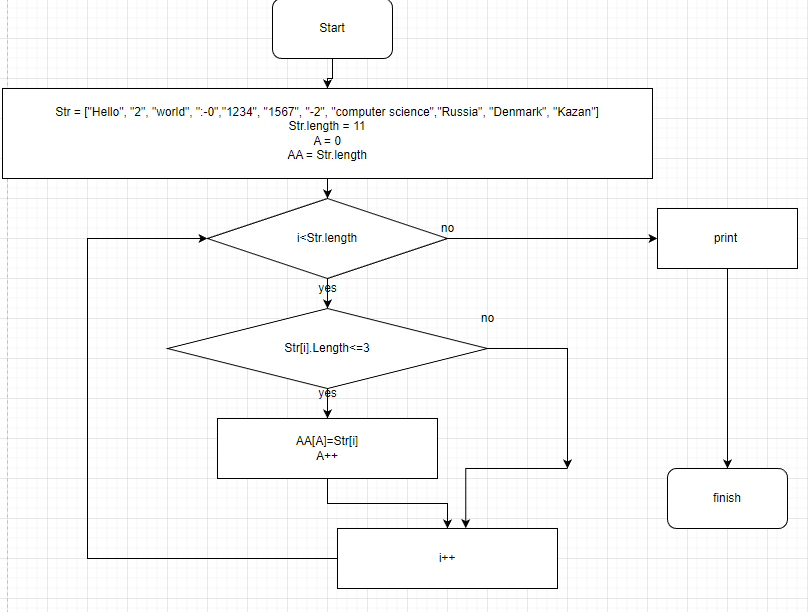 Start
Str = ["Hello", "2", "world", ":-0","1234", "1567", "-2", "computer science","Russia", "Denmark", "Kazan"]
Str.length = 11
A = 0
AA = Str.length
i<Str.length
no
print
yes
Str[i].Length<=3
no
yes
AA[A]=Str[i]
A++
finish
i++